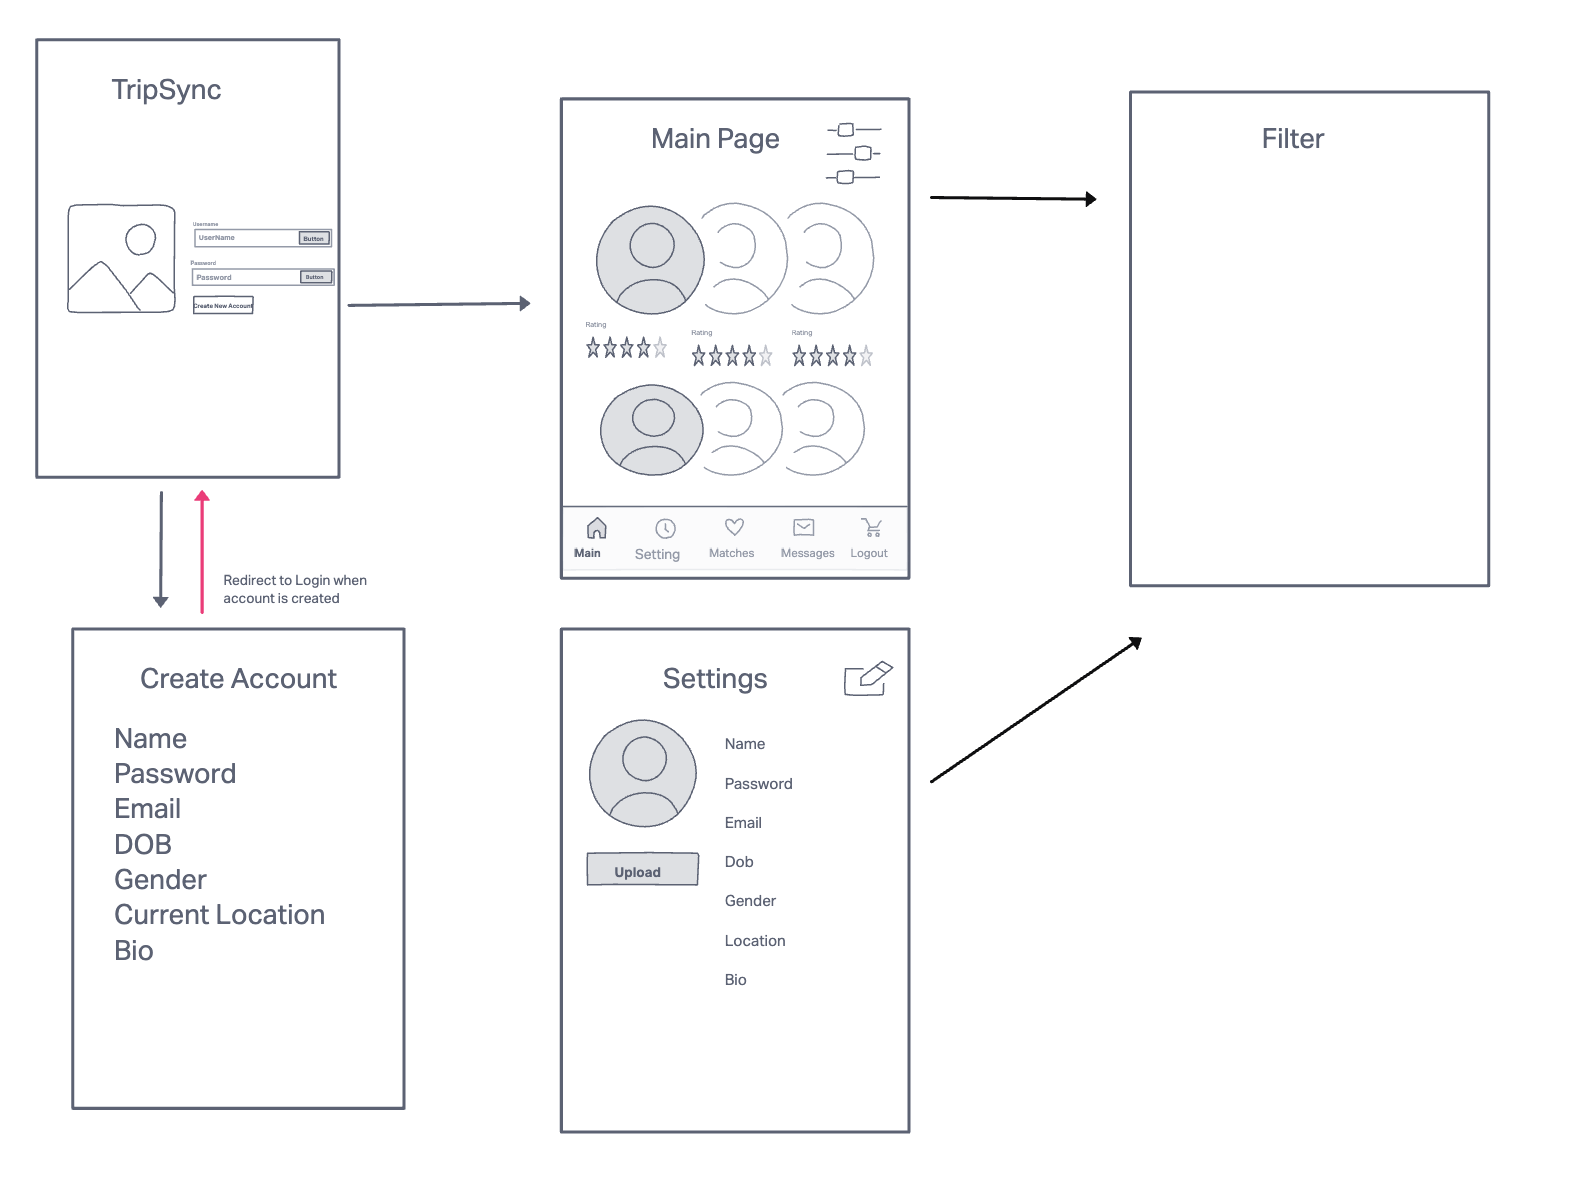 TripSync
Username
UserName
Button
Password
Password
Button
Create New Account
Redirect to Login when
account is created
Create Account
Name
Password
Email
DOB
Gender
Current Location
Bio
Main Page
Rating
Rating
Rating
Main
Setting
Matches
Messages
Logout
Settings
Upload
Name
Password
Email
Dob
Gender
Location
Bio
Filter